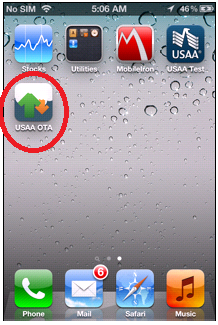 No SIM 5:06 AM 46%
Stocks Utilities MobileIron USAA Test
USAA
USAA OTA
6
Phone Mail Safari Music